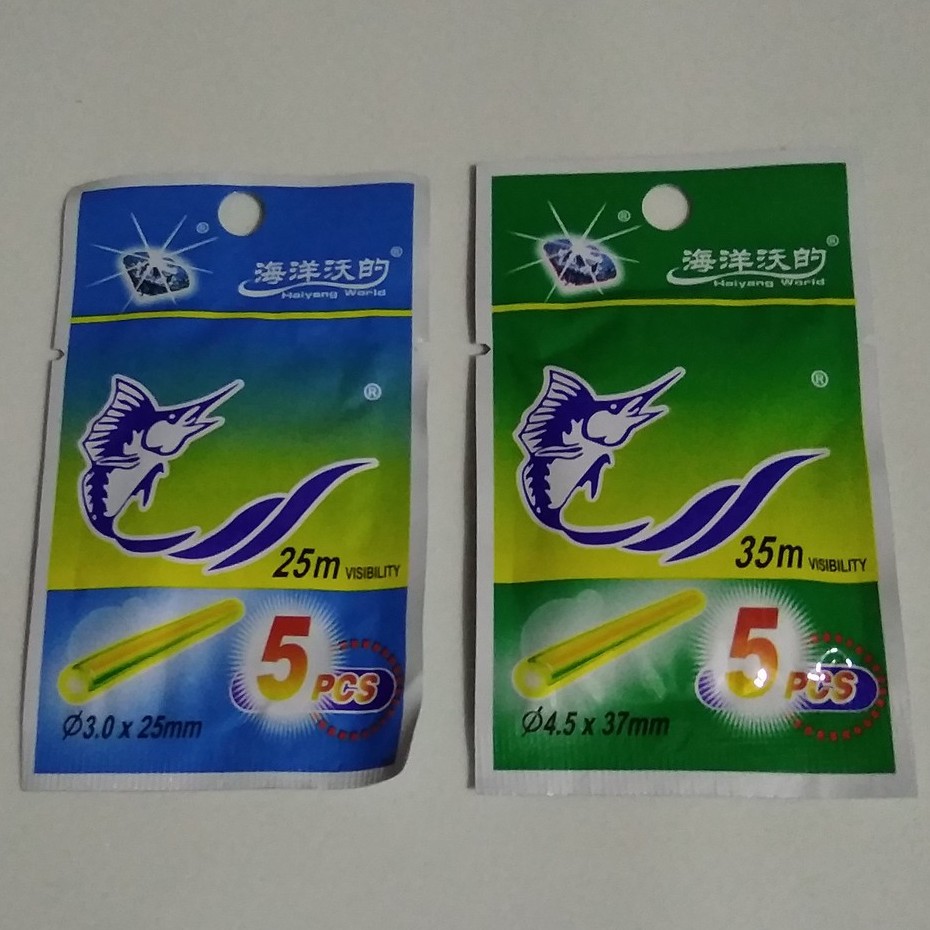 ®
海洋沃的®
Haiyang World
®
25m VISIBILITY
5 PCS
Ø3.0 x 25mm
®
海洋沃的®
Haiyang World
®
35m VISIBILITY
5 PCS
Ø4.5 x 37mm